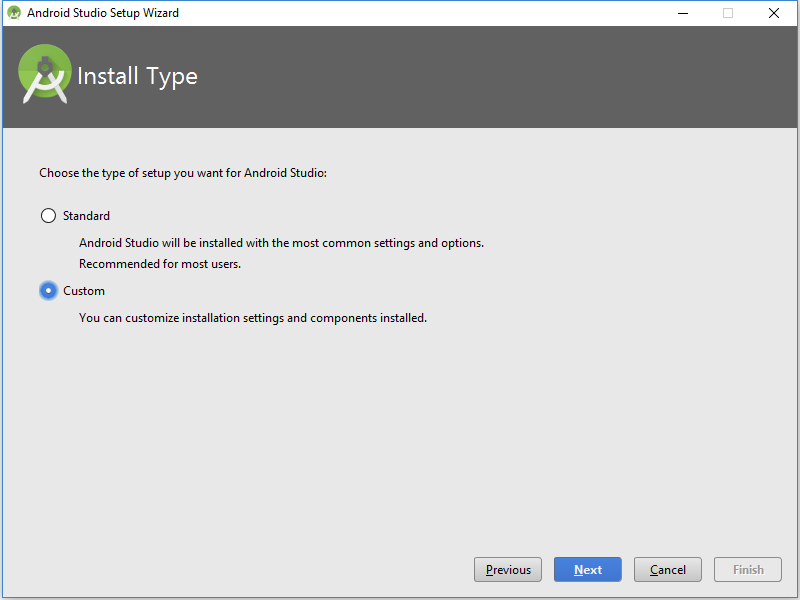 Android Studio Setup Wizard
Install Type
Choose the type of setup you want for Android Studio:
Standard
Android Studio will be installed with the most common settings and options.
Recommended for most users.
Custom
You can customize installation settings and components installed.
Previous Next Cancel Finish